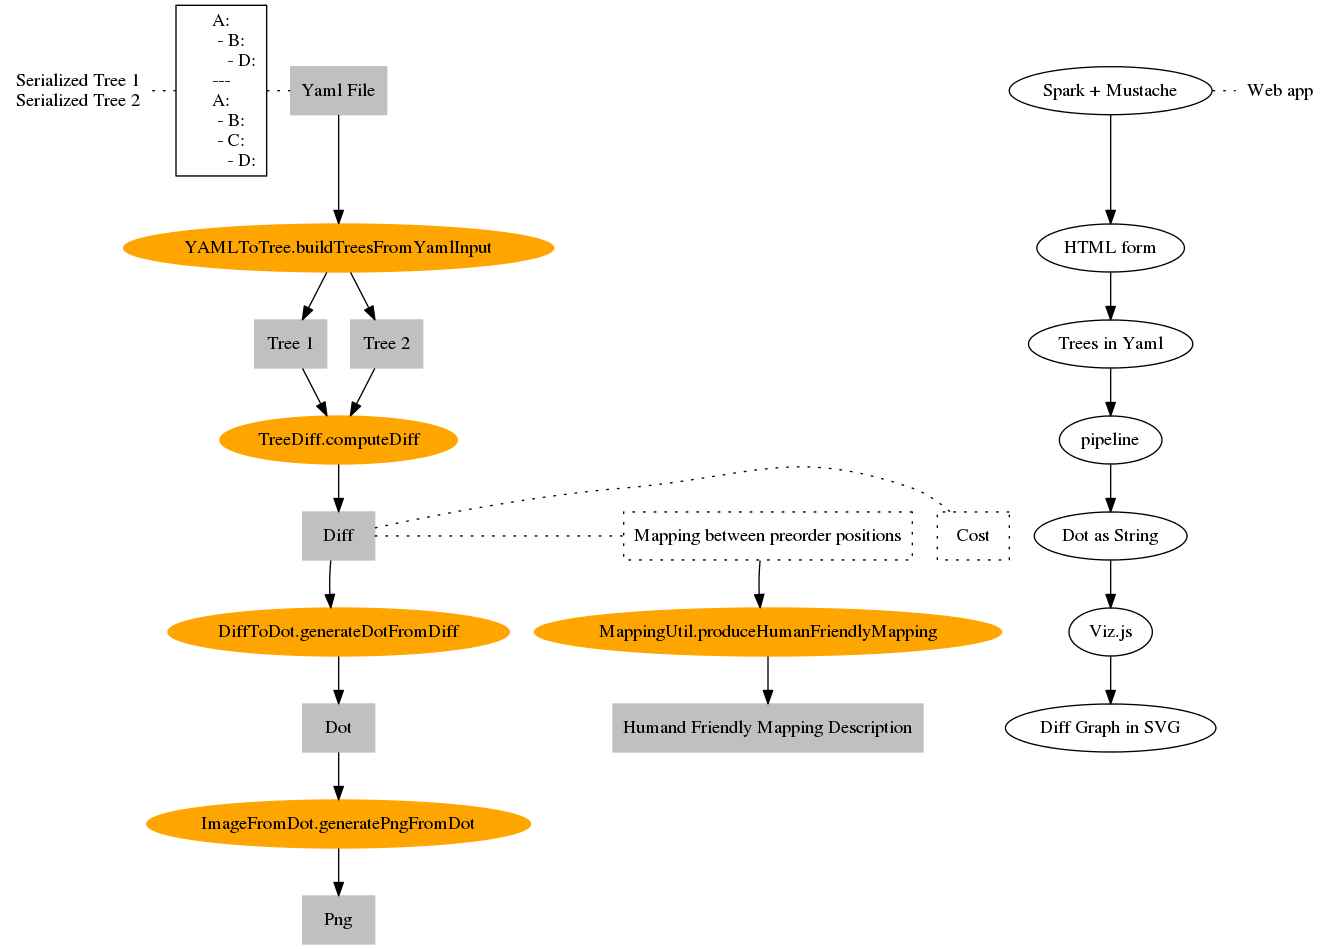 A:
- B:
- D:
---
A:
- B:
- C:
- D:
Serialized Tree 1
Serialized Tree 2
Yaml File
Spark + Mustache
Web app
YAMLToTree.buildTreesFromYamlInput
HTML form
Tree 1
Tree 2
Trees in Yaml
TreeDiff.computeDiff
pipeline
Diff
Mapping between preorder positions
Cost
Dot as String
DiffToDot.generateDotFromDiff
MappingUtil.produceHumanFriendlyMapping
Viz.js
Dot
Humand Friendly Mapping Description
Diff Graph in SVG
ImageFromDot.generatePngFromDot
Png